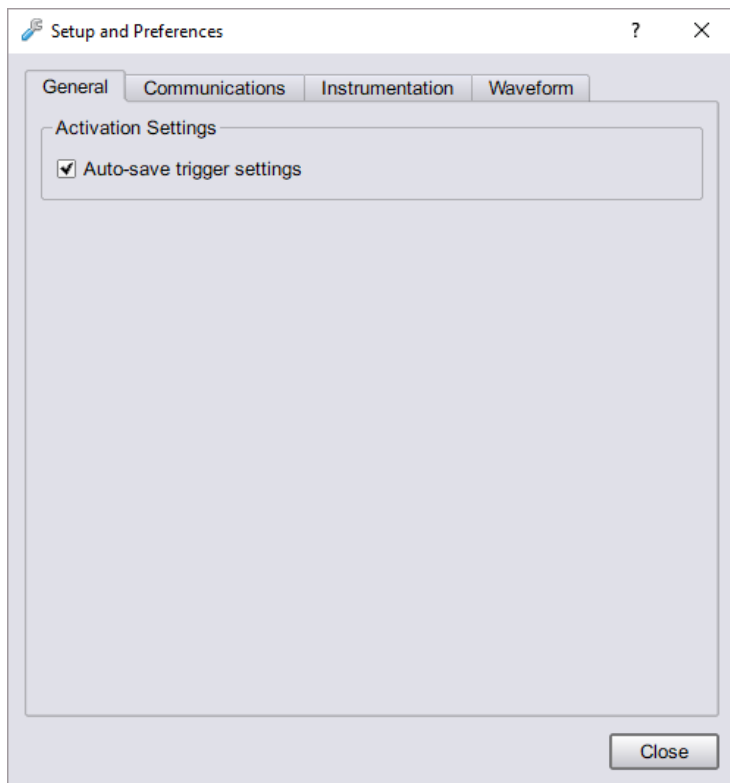 Setup and Preferences ?
General Communications Instrumentation Waveform
Activation Settings
Auto-save trigger settings
Close